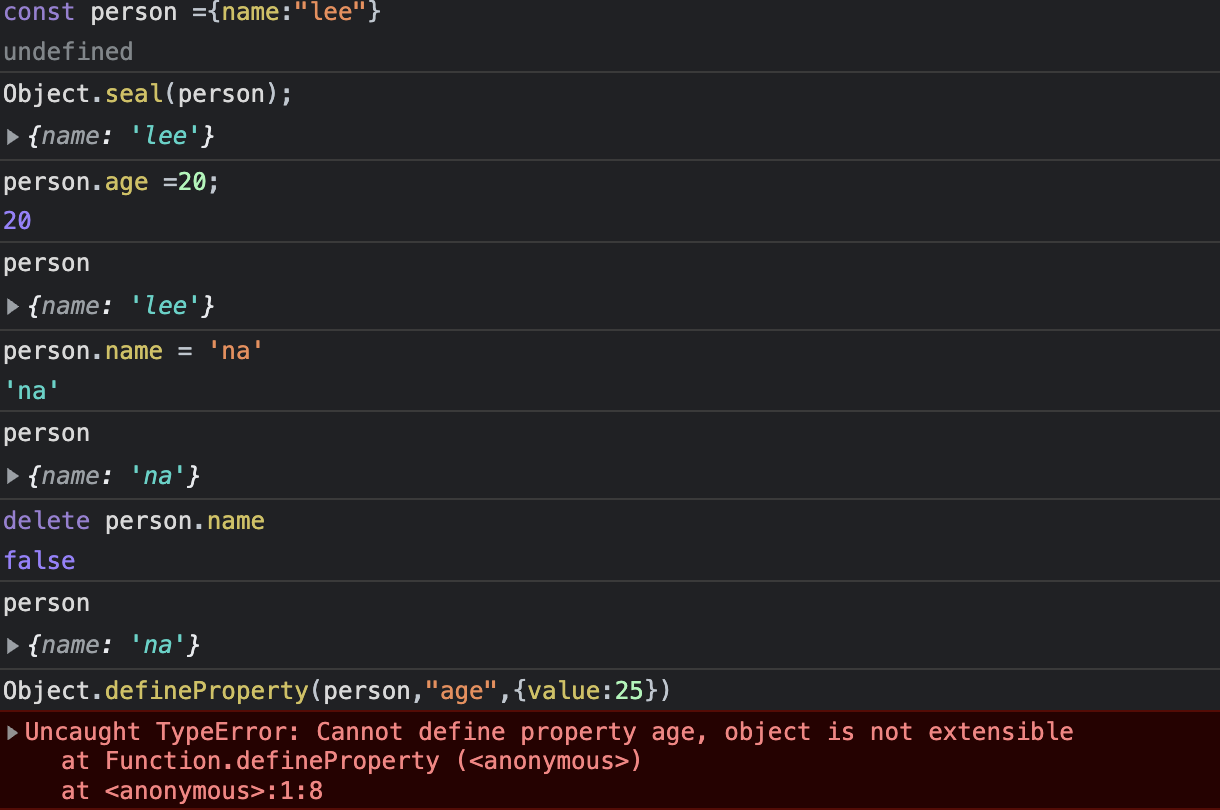 const person ={name:"lee"}
undefined
Object.seal(person);
{name: 'lee'}
person.age =20;
20
person
{name: 'lee'}
person.name = 'na'
'na'
person
{name: 'na'}
delete person.name
false
person
{name: 'na'}
Object.defineProperty(person,"age",{value:25})
Uncaught TypeError: Cannot define property age, object is not extensible
at Function.defineProperty (<anonymous>)
at <anonymous>:1:8